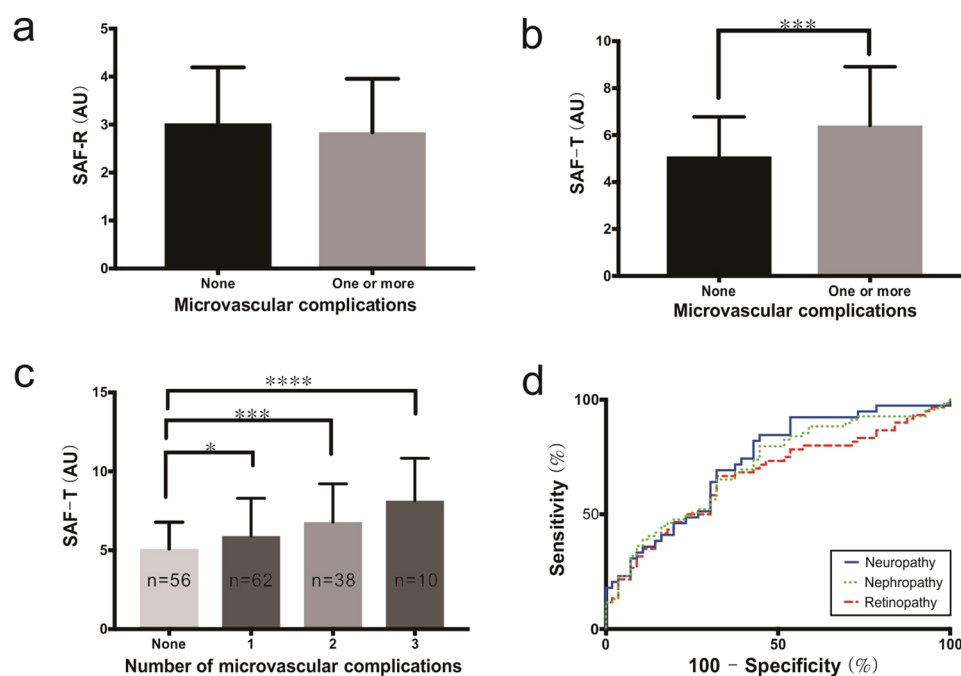 a
SAF-R (AU)
5
4
3
2
1
0
None
One or more
Microvascular complications
b
***
SAF-T (AU)
10
8
6
4
2
0
None
One or more
Microvascular complications
c
****
***
*
SAF-T (AU)
15
10
5
0
n=56
n=62
n=38
n=10
None
1
2
3
Number of microvascular complications
d
Sensitivity (%)
100
50
0
Neuropathy
Nephropathy
Retinopathy
0
50
100
100 - Specificity (%)